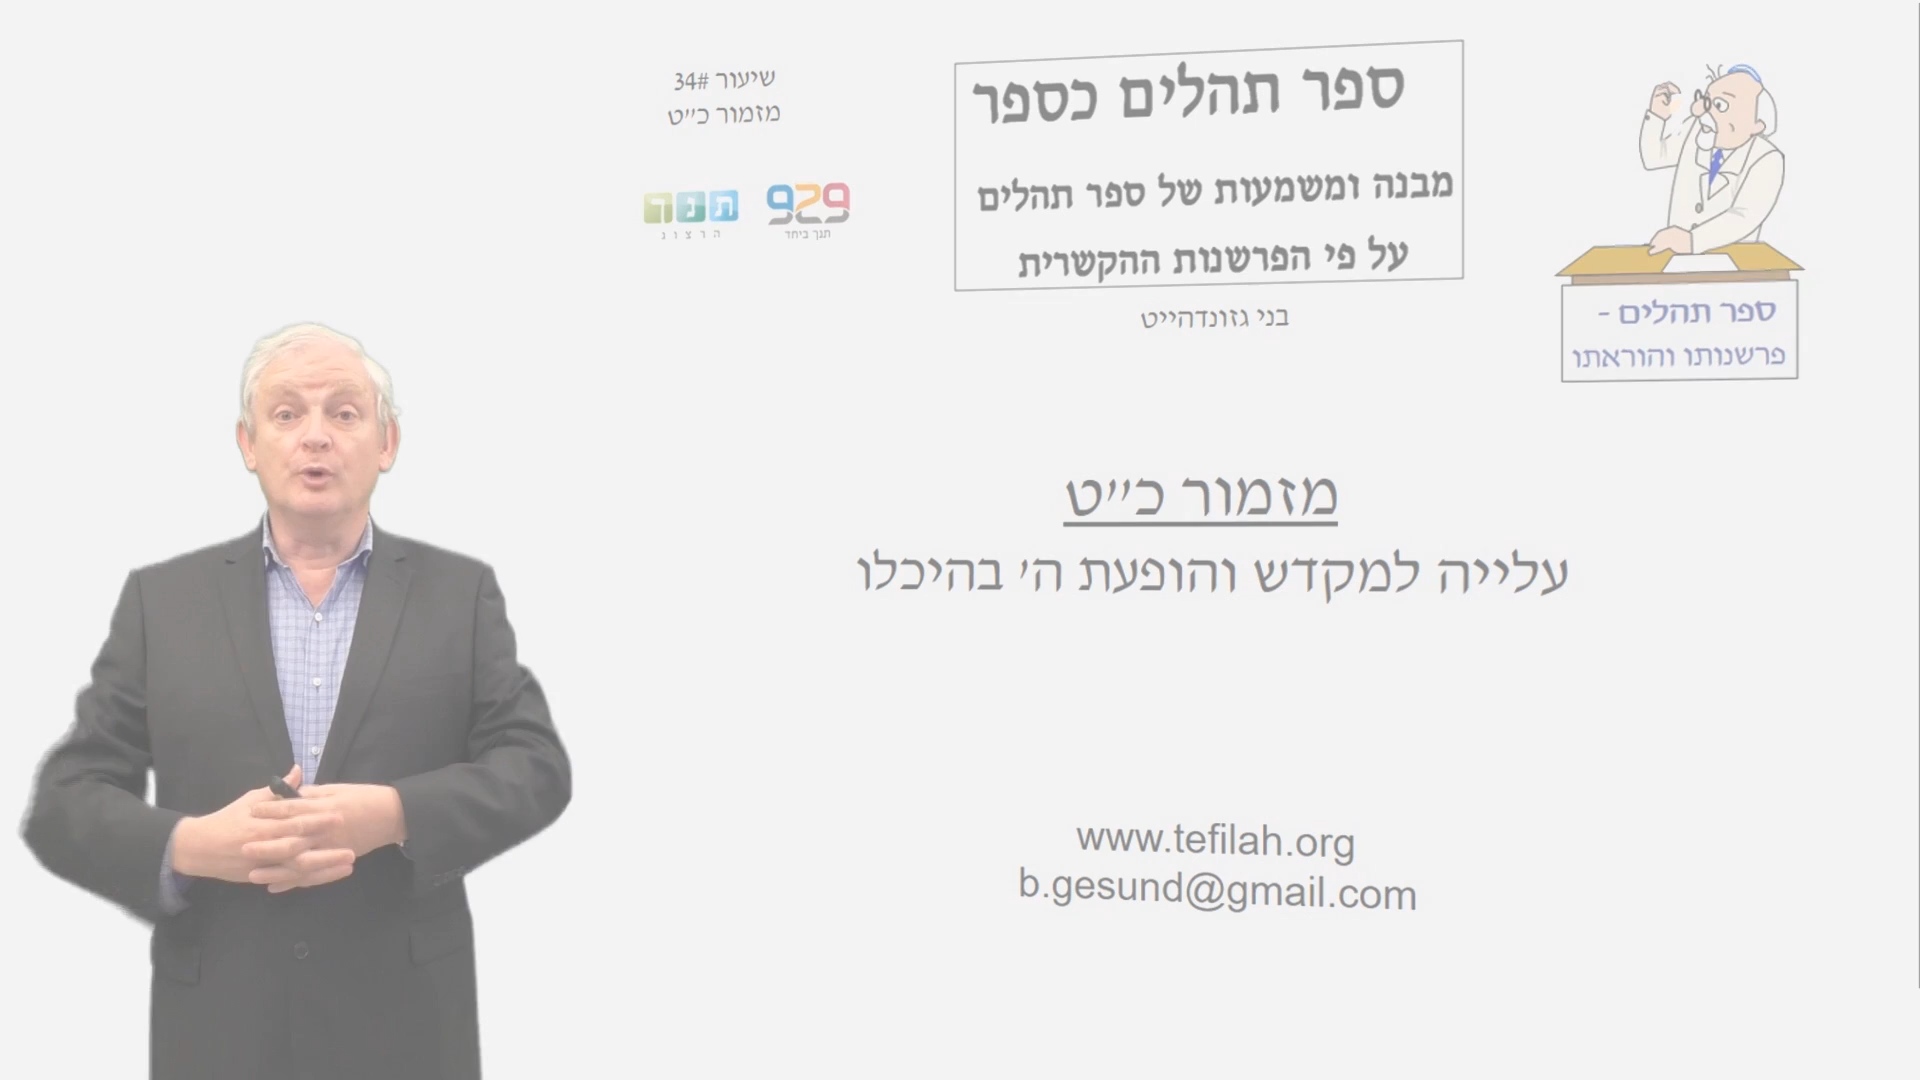 שיעור #34
מזמור כ״ט
תנך
הרצוג
929
תנך ביחד
ספר תהלים כספר
מבנה ומשמעות של ספר תהלים
על פי הפרשנות ההקשרית
בני גזונדהייט
ספר תהלים -
פרשנותו והוראתו
מזמור כ״ט
עלייה למקדש והופעת ה׳ בהיכלו
www.tefilah.org
b.gesund@gmail.com